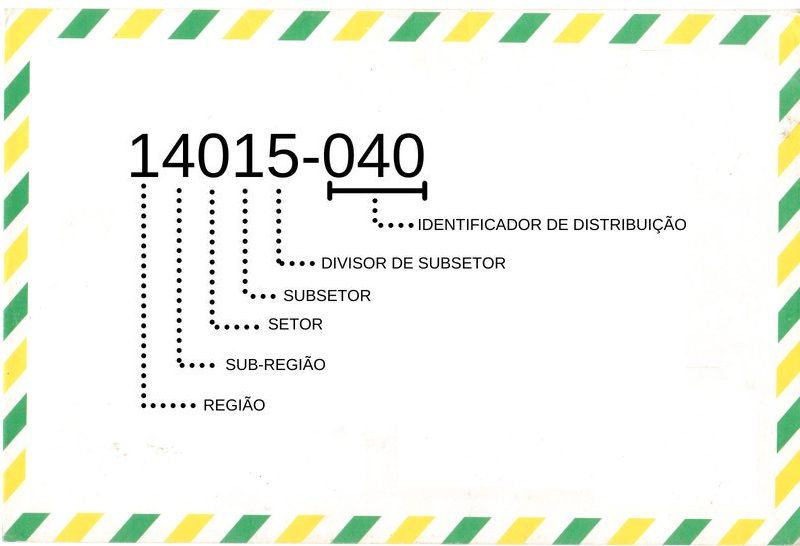 14015-040
IDENTIFICADOR DE DISTRIBUIÇÃO
DIVISOR DE SUBSETOR
SUBSETOR
SETOR
SUB-REGIÃO
REGIÃO